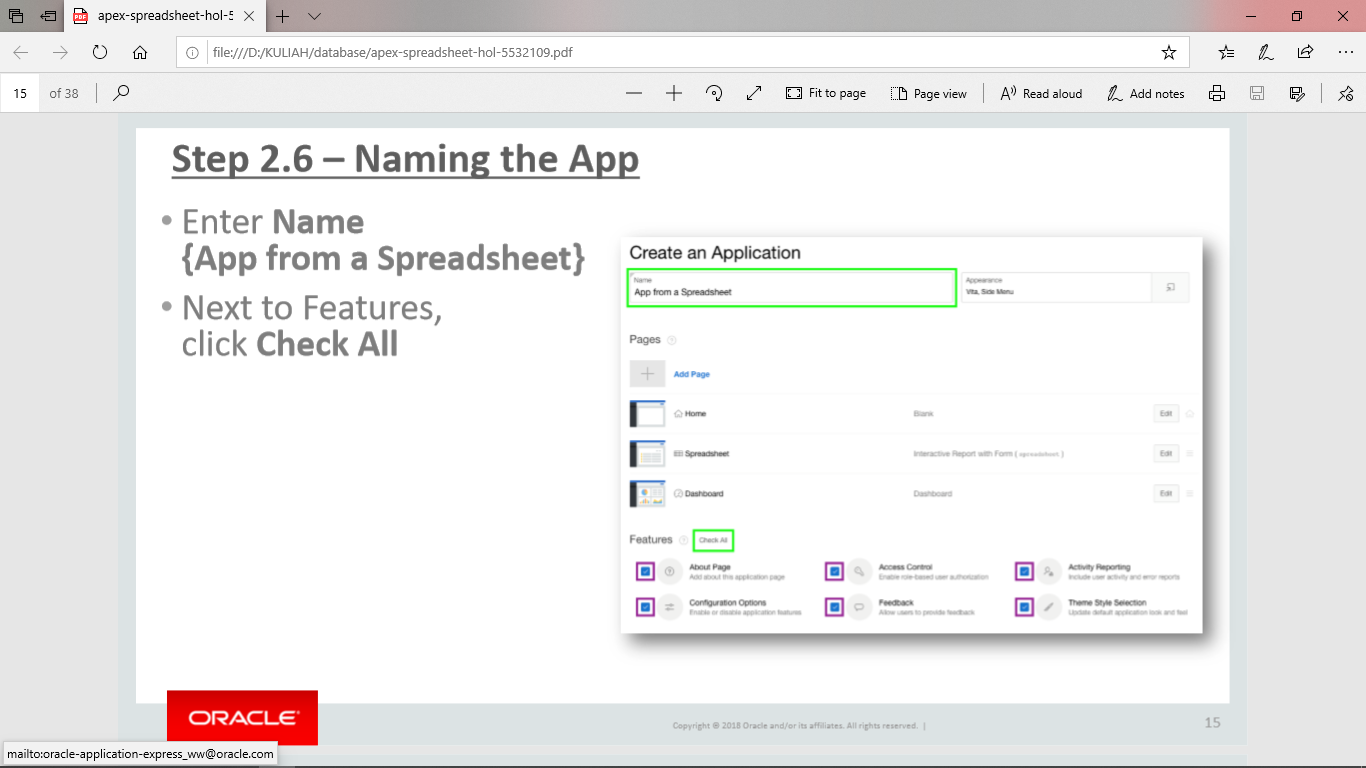 apex-spreadsheet-hol-5
file:///D:/KULIAH/database/apex-spreadsheet-hol-5532109.pdf
15 of 38
Fit to page
Page view
Read aloud
Add notes
Step 2.6 – Naming the App
• Enter Name
{App from a Spreadsheet}
• Next to Features,
click Check All
Create an Application
Name
App from a Spreadsheet
Appearance
Vita, Side Menu
Pages
Add Page
Home Blank Edit
Spreadsheet Interactive Report with Form ( spreadsheet ) Edit
Dashboard Dashboard Edit
Features Check All
About Page
Add about this application page
Access Control
Enable role-based user authorization
Activity Reporting
Include user activity and error reports
Configuration Options
Enable or disable application features
Feedback
Allow users to provide feedback
Theme Style Selection
Update default application look and feel
ORACLE
Copyright © 2018 Oracle and/or its affiliates. All rights reserved. |
15
mailto:oracle-application-express_ww@oracle.com